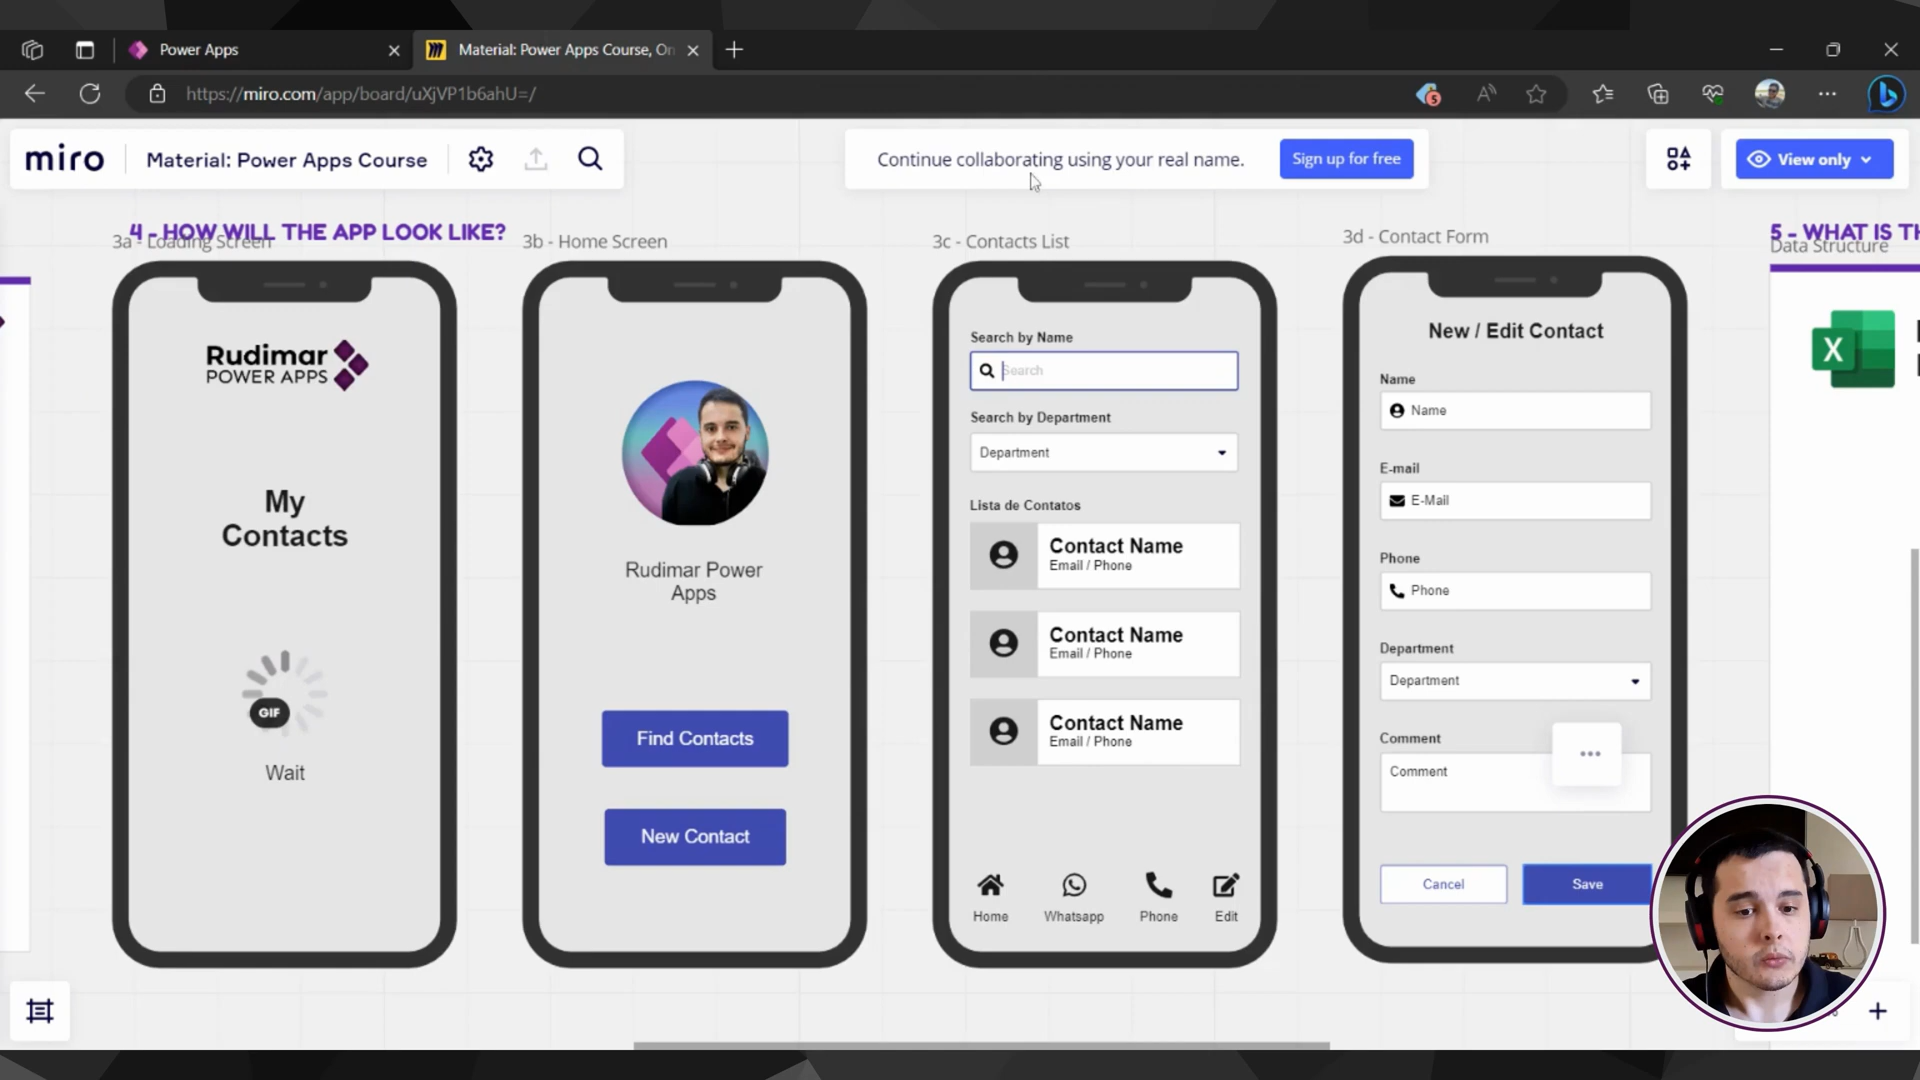 Power Apps
Material: Power Apps Course, On
https://miro.com/app/board/uXjVP1b6ahU=/
5
miro
Material: Power Apps Course
Continue collaborating using your real name.
Sign up for free
View only
4 - HOW WILL THE APP LOOK LIKE?
3a - Loading Screen
Rudimar
POWER APPS
My
Contacts
GIF
Wait
3b - Home Screen
Rudimar Power
Apps
Find Contacts
New Contact
3c - Contacts List
Search by Name
Search
Search by Department
Department
Lista de Contatos
Contact Name
Email / Phone
Contact Name
Email / Phone
Contact Name
Email / Phone
Home
Whatsapp
Phone
Edit
3d - Contact Form
New / Edit Contact
Name
Name
E-mail
E-Mail
Phone
Phone
Department
Department
Comment
Comment
Cancel
Save
5 - WHAT IS TH
Data Structure
X